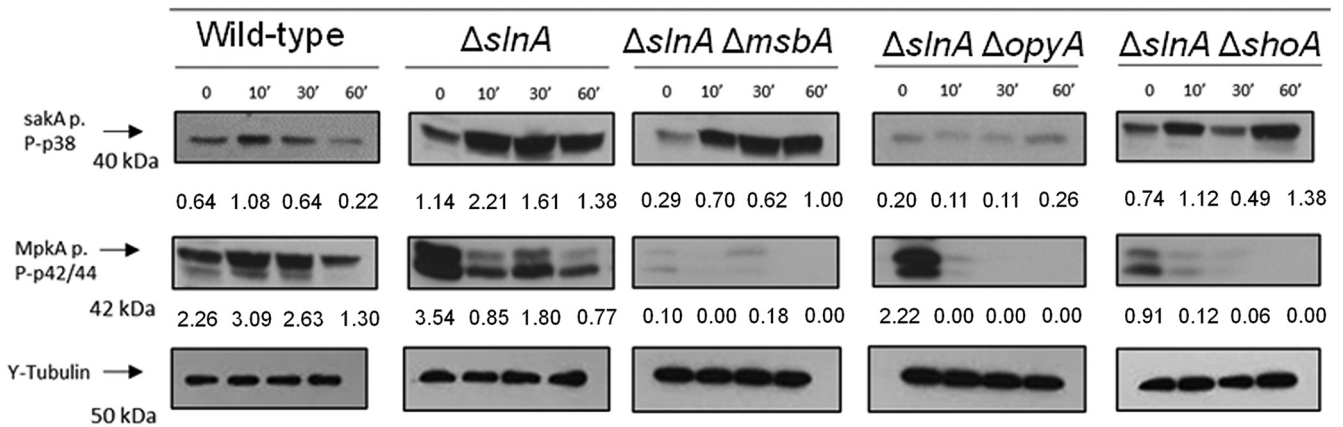 Wild-type ΔslnA ΔslnA ΔmsbA ΔslnA ΔopyA ΔslnA ΔshoA
0 10' 30' 60' 0 10' 30' 60' 0 10' 30' 60' 0 10' 30' 60' 0 10' 30' 60'
sakA p.
P-p38
40 kDa
0.64 1.08 0.64 0.22 1.14 2.21 1.61 1.38 0.29 0.70 0.62 1.00 0.20 0.11 0.11 0.26 0.74 1.12 0.49 1.38
MpkA p.
P-p42/44
42 kDa
2.26 3.09 2.63 1.30 3.54 0.85 1.80 0.77 0.10 0.00 0.18 0.00 2.22 0.00 0.00 0.00 0.91 0.12 0.06 0.00
Y-Tubulin
50 kDa